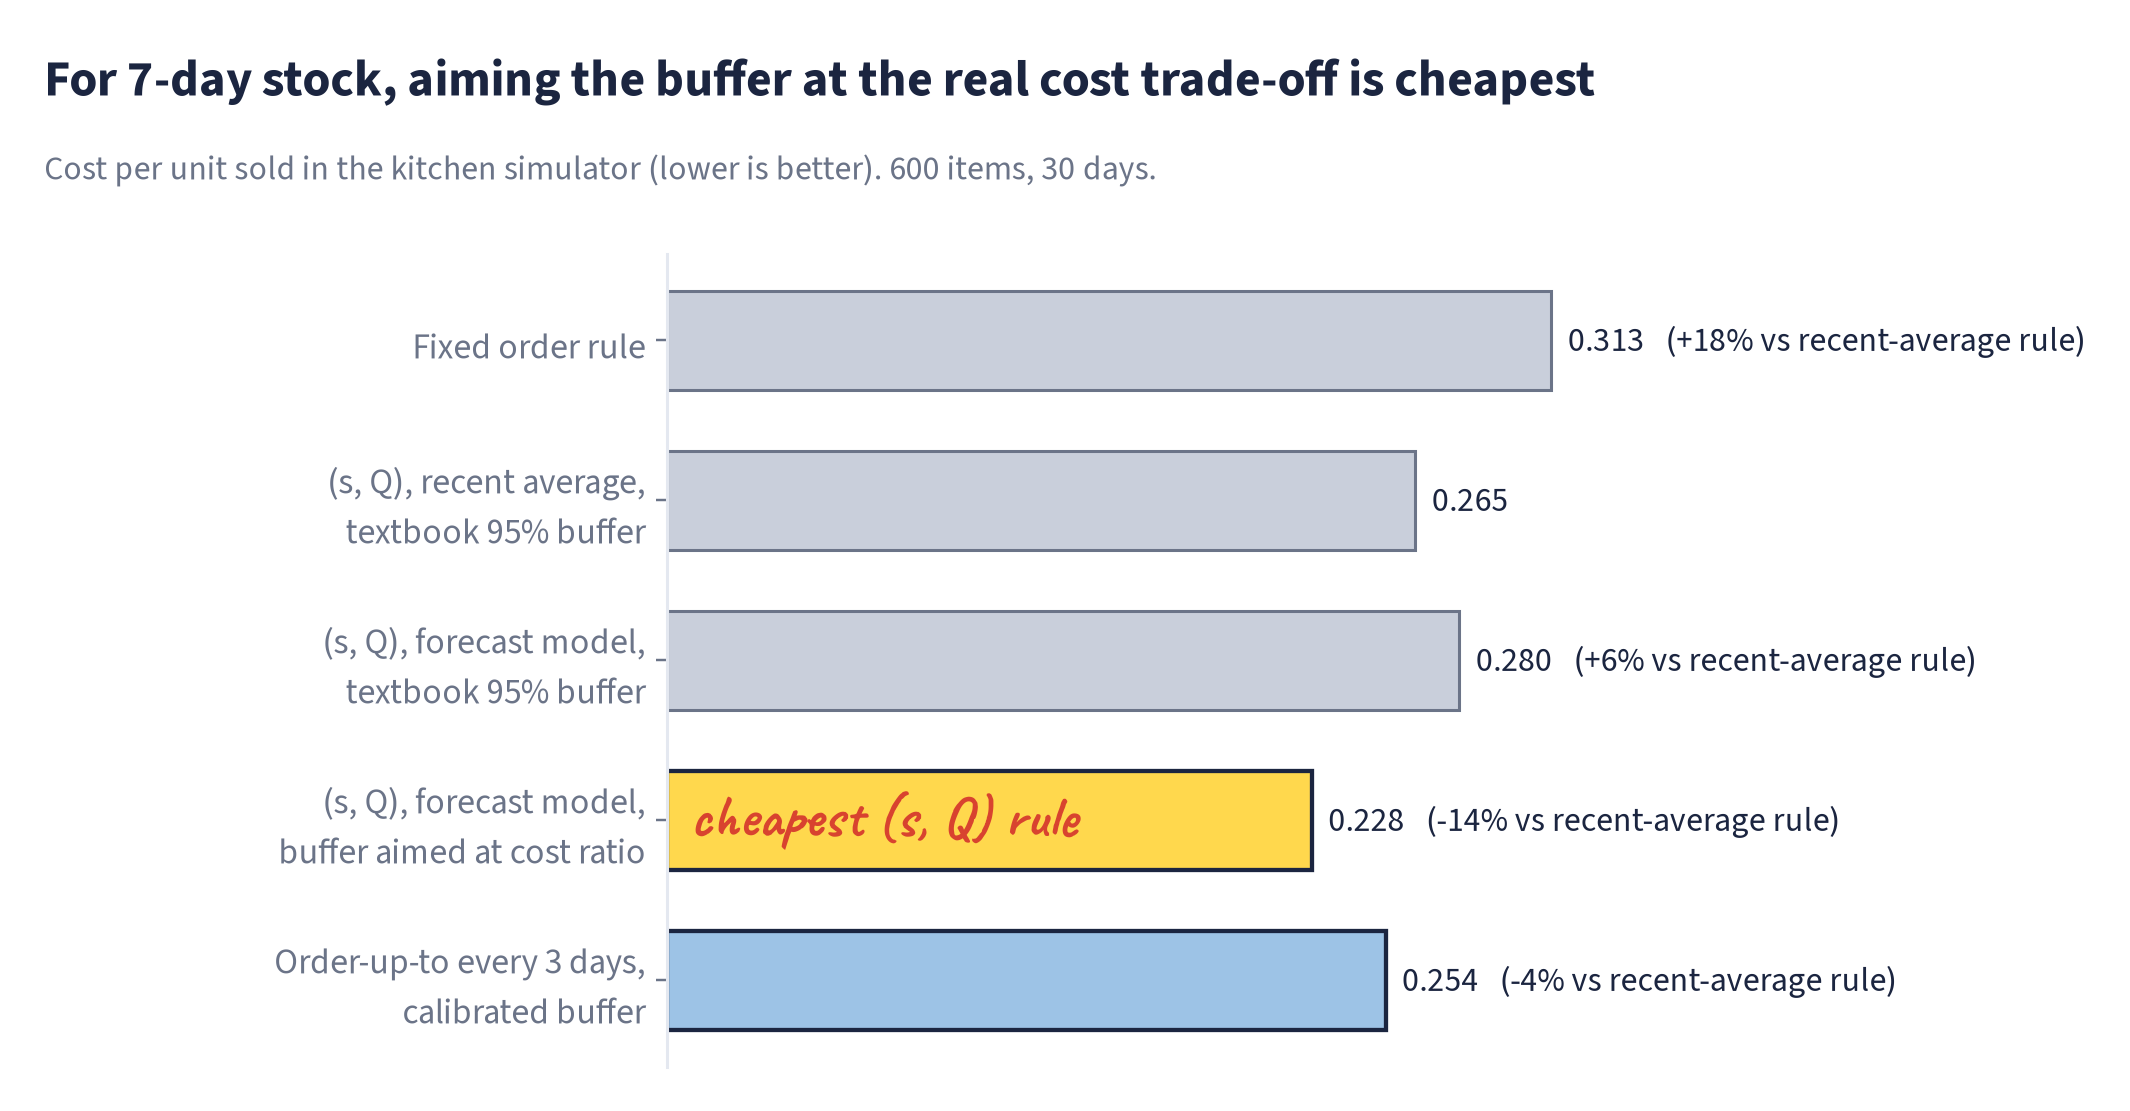 For 7-day stock, aiming the buffer at the real cost trade-off is cheapest
Cost per unit sold in the kitchen simulator (lower is better). 600 items, 30 days.
Fixed order rule
0.313 (+18% vs recent-average rule)
(s, Q), recent average,
textbook 95% buffer
0.265
(s, Q), forecast model,
textbook 95% buffer
0.280 (+6% vs recent-average rule)
(s, Q), forecast model,
buffer aimed at cost ratio
cheapest (s, Q) rule
0.228 (-14% vs recent-average rule)
Order-up-to every 3 days,
calibrated buffer
0.254 (-4% vs recent-average rule)